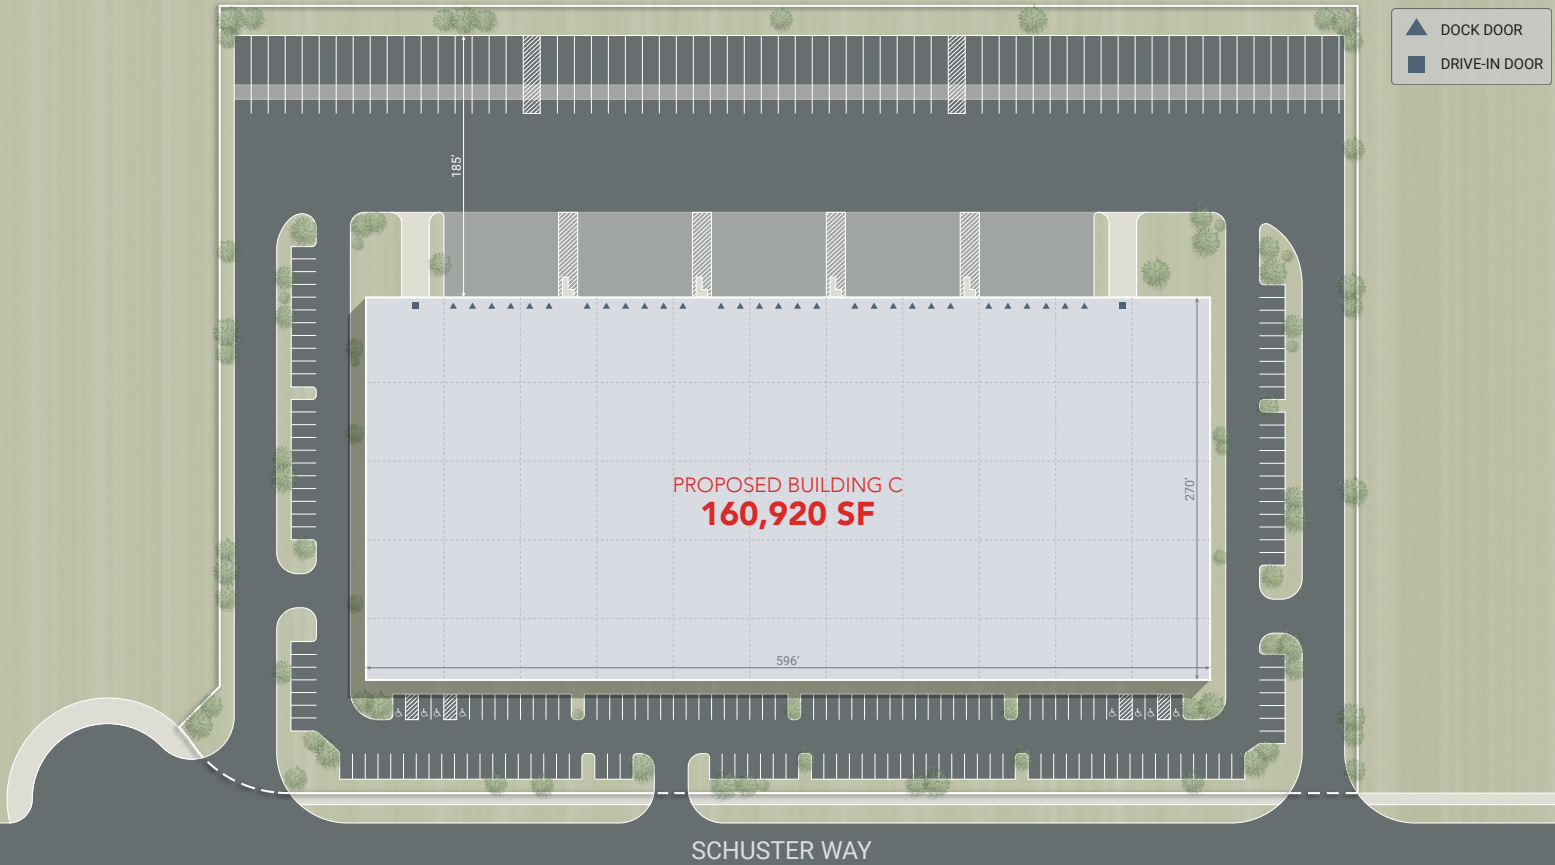 DOCK DOOR
DRIVE-IN DOOR
185'
PROPOSED BUILDING C
160,920 SF
270'
596'
SCHUSTER WAY